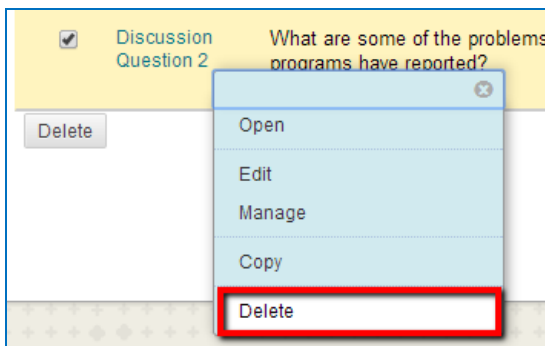 Discussion What are some of the problems
Question 2 programs have reported?
Delete
Open
Edit
Manage
Copy
Delete